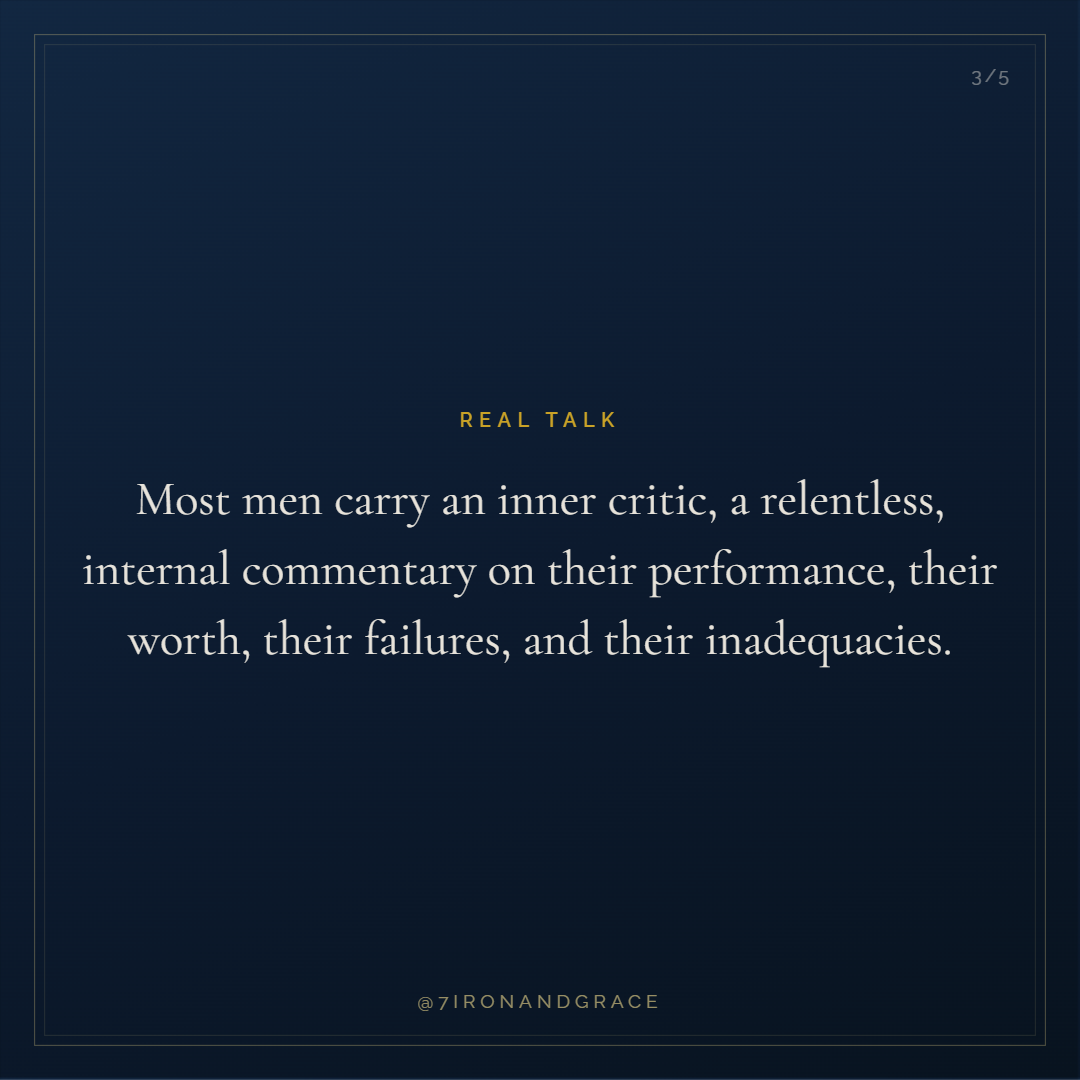 3/5
REAL TALK
Most men carry an inner critic, a relentless,
internal commentary on their performance, their
worth, their failures, and their inadequacies.
@7IRONANDGRACE